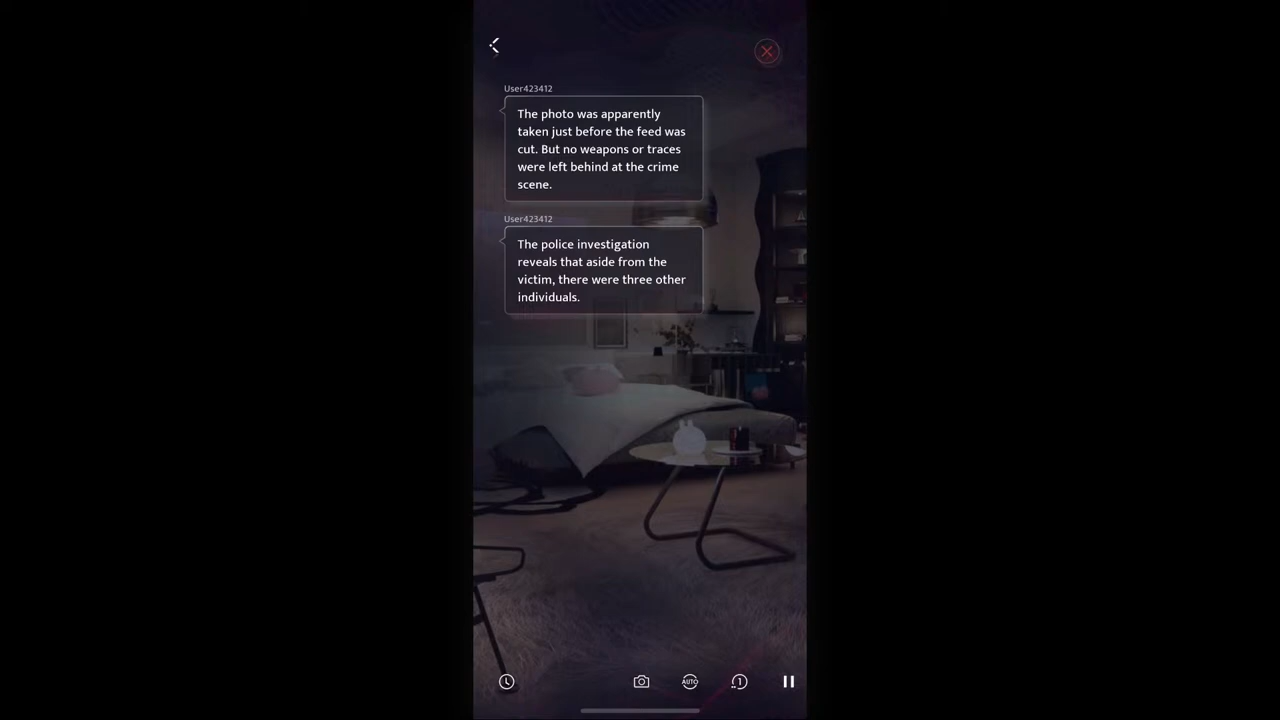 User423412
The photo was apparently
taken just before the feed was
cut. But no weapons or traces
were left behind at the crime
scene.
User423412
The police investigation
reveals that aside from the
victim, there were three other
individuals.
AUTO
1